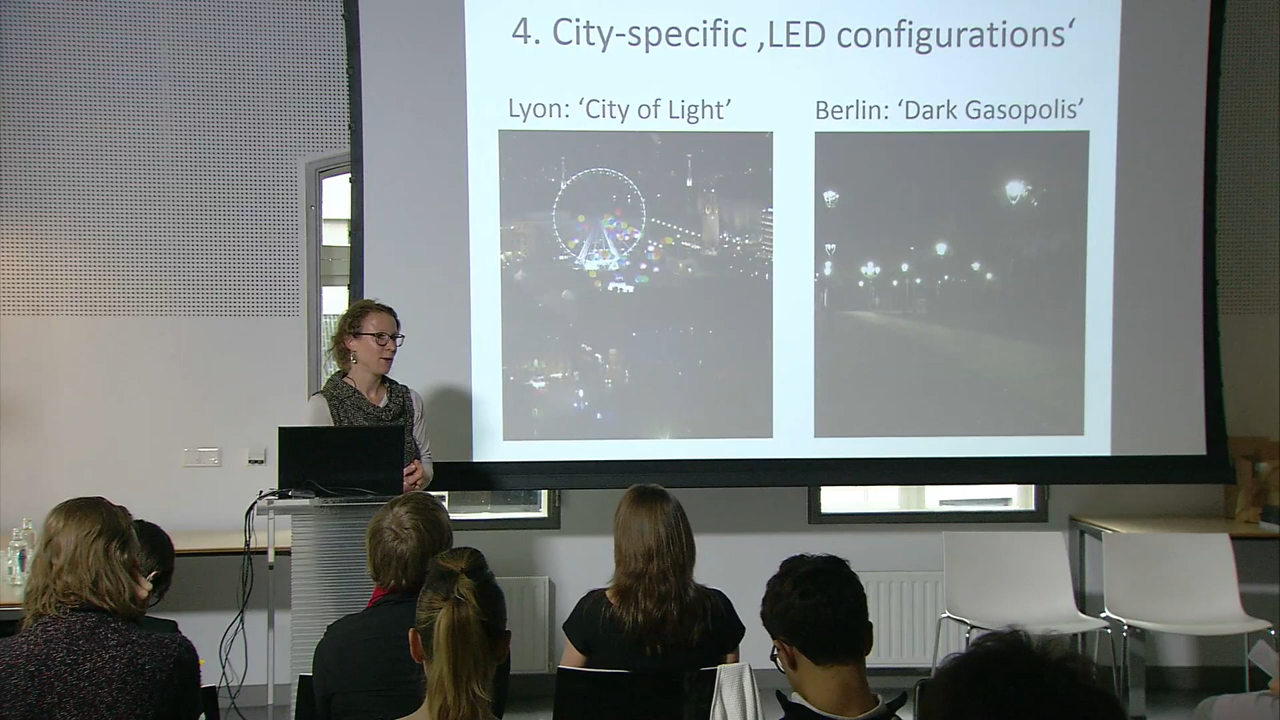 4. City-specific ‚LED configurations‘
Lyon: ‘City of Light’
Berlin: ‘Dark Gasopolis’